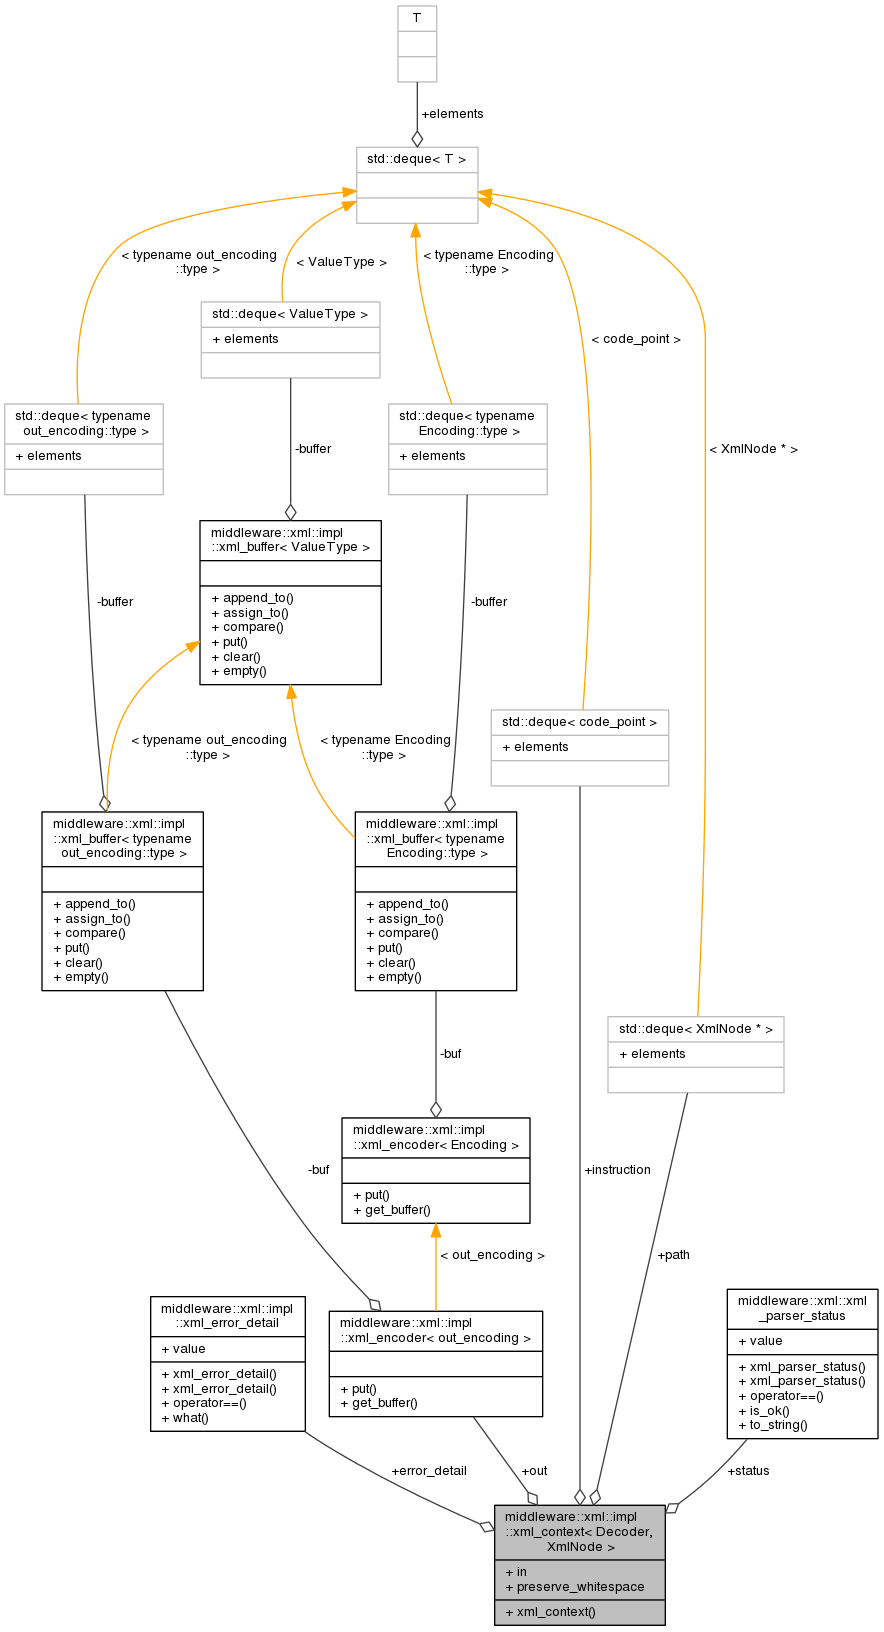 T
+elements
std::deque< T >
< typename out_encoding
::type >
< ValueType >
< typename Encoding
::type >
std::deque< ValueType >
+ elements
< code_point >
std::deque< typename
out_encoding::type >
+ elements
std::deque< typename
Encoding::type >
+ elements
-buffer
< XmlNode * >
middleware::xml::impl
::xml_buffer< ValueType >
+ append_to()
+ assign_to()
+ compare()
+ put()
+ clear()
+ empty()
-buffer
-buffer
< typename out_encoding
::type >
< typename Encoding
::type >
std::deque< code_point >
+ elements
middleware::xml::impl
::xml_buffer< typename
out_encoding::type >
+ append_to()
+ assign_to()
+ compare()
+ put()
+ clear()
+ empty()
middleware::xml::impl
::xml_buffer< typename
Encoding::type >
+ append_to()
+ assign_to()
+ compare()
+ put()
+ clear()
+ empty()
std::deque< XmlNode * >
+ elements
-buf
middleware::xml::impl
::xml_encoder< Encoding >
+ put()
+ get_buffer()
-buf
+instruction
< out_encoding >
+path
middleware::xml::impl
::xml_error_detail
+ value
+ xml_error_detail()
+ xml_error_detail()
+ operator==()
+ what()
middleware::xml::impl
::xml_encoder< out_encoding >
+ put()
+ get_buffer()
middleware::xml::xml
_parser_status
+ value
+ xml_parser_status()
+ xml_parser_status()
+ operator==()
+ is_ok()
+ to_string()
+error_detail
+out
+status
middleware::xml::impl
::xml_context< Decoder,
XmlNode >
+ in
+ preserve_whitespace
+ xml_context()